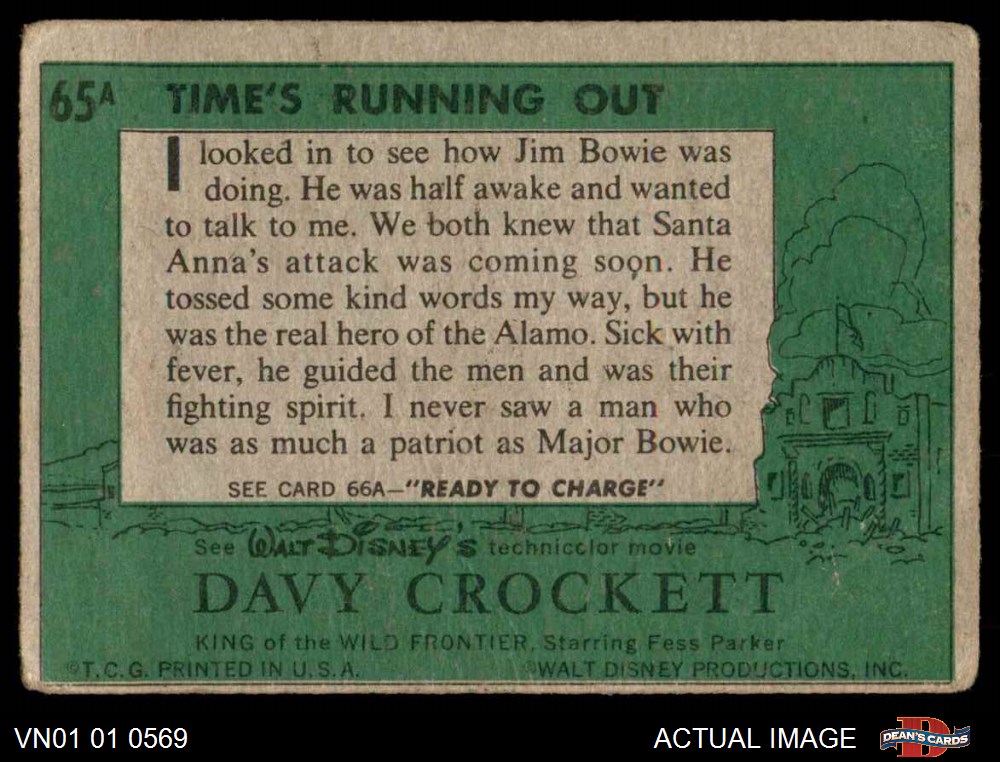 65A TIME'S RUNNING OUT
I looked in to see how Jim Bowie was
doing. He was half awake and wanted
to talk to me. We both knew that Santa
Anna's attack was coming soon. He
tossed some kind words my way, but he
was the real hero of the Alamo. Sick with
fever, he guided the men and was their
fighting spirit. I never saw a man who
was as much a patriot as Major Bowie.
SEE CARD 66A—"READY TO CHARGE"
See WALT DISNEY'S technicolor movie
DAVY CROCKETT
KING of the WILD FRONTIER, Starring Fess Parker
©T.C.G. PRINTED IN U.S.A. ©WALT DISNEY PRODUCTIONS, INC.
VN01 01 0569 ACTUAL IMAGE D DEAN'S CARDS